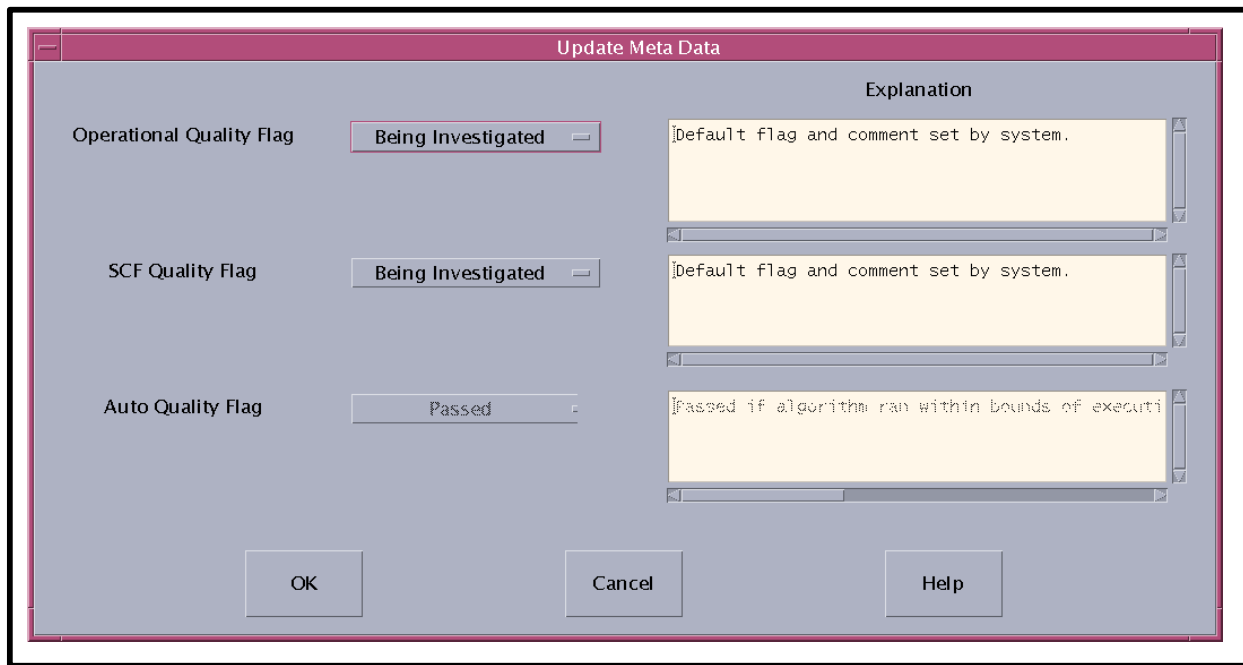 Update Meta Data
Explanation
Operational Quality Flag
Being Investigated
Default flag and comment set by system.
SCF Quality Flag
Being Investigated
Default flag and comment set by system.
Auto Quality Flag
Passed
Passed if algorithm ran within bounds of executi
OK
Cancel
Help